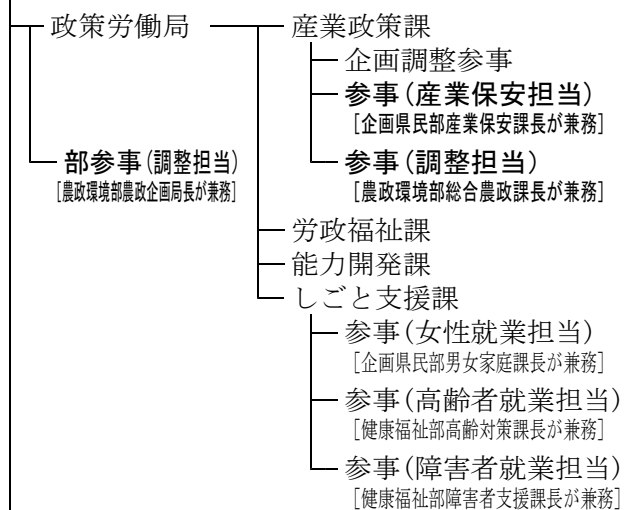 政策労働局
産業政策課
企画調整参事
参事(産業保安担当)
[企画県民部産業保安課長が兼務]
部参事(調整担当)
[農政環境部農政企画局長が兼務]
参事(調整担当)
[農政環境部総合農政課長が兼務]
労政福祉課
能力開発課
しごと支援課
参事(女性就業担当)
[企画県民部男女家庭課長が兼務]
参事(高齢者就業担当)
[健康福祉部高齢対策課長が兼務]
参事(障害者就業担当)
[健康福祉部障害者支援課長が兼務]